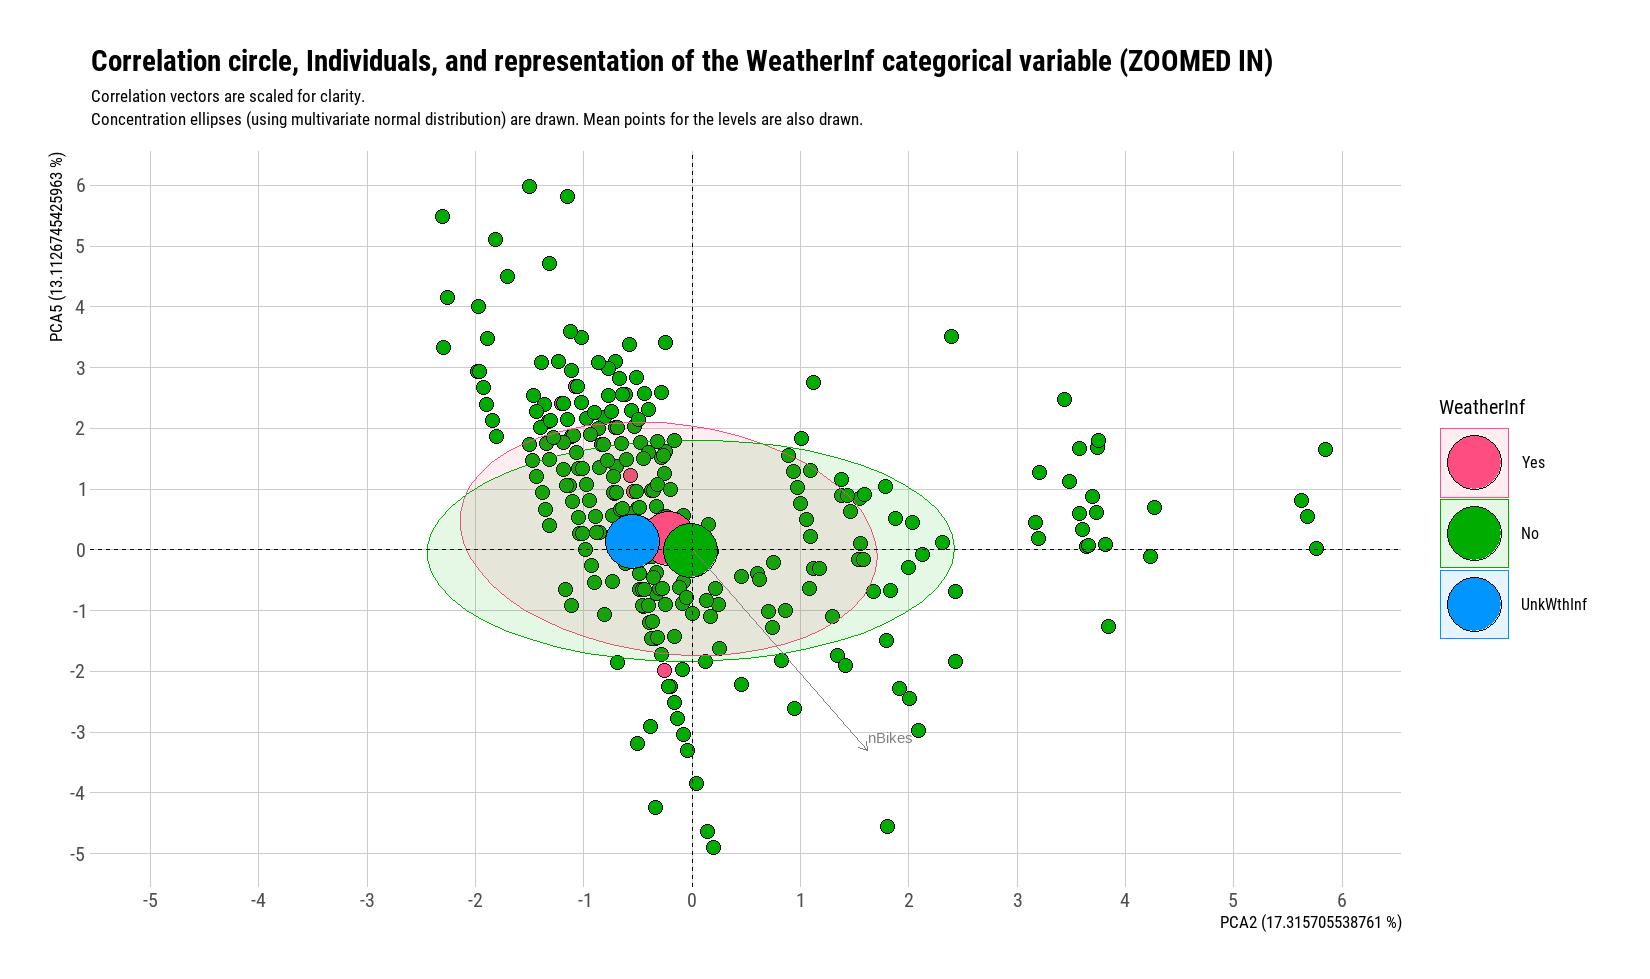 Correlation circle, Individuals, and representation of the WeatherInf categorical variable (ZOOMED IN)
Correlation vectors are scaled for clarity.
Concentration ellipses (using multivariate normal distribution) are drawn. Mean points for the levels are also drawn.
PCA5 (13.1126745425963 %)
6
5
4
3
2
1
0
-1
-2
-3
-4
-5
nBikes
-5
-4
-3
-2
-1
0
1
2
3
4
5
6
PCA2 (17.315705538761 %)
WeatherInf
Yes
No
UnkWthInf